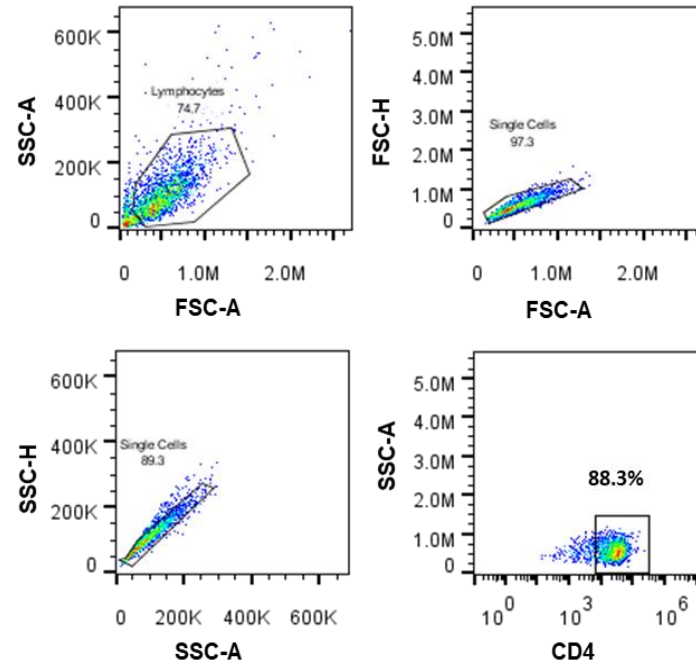 600K
400K
200K
0
SSC-A
Lymphocytes
74.7
0
1.0M
2.0M
FSC-A
5.0M
4.0M
3.0M
2.0M
1.0M
0
FSC-H
Single Cells
97.3
0
1.0M
2.0M
FSC-A
600K
400K
200K
0
SSC-H
Single Cells
89.3
0
200K
400K
600K
SSC-A
5.0M
4.0M
3.0M
2.0M
1.0M
0
SSC-A
88.3%
10^0
10^3
10^6
CD4